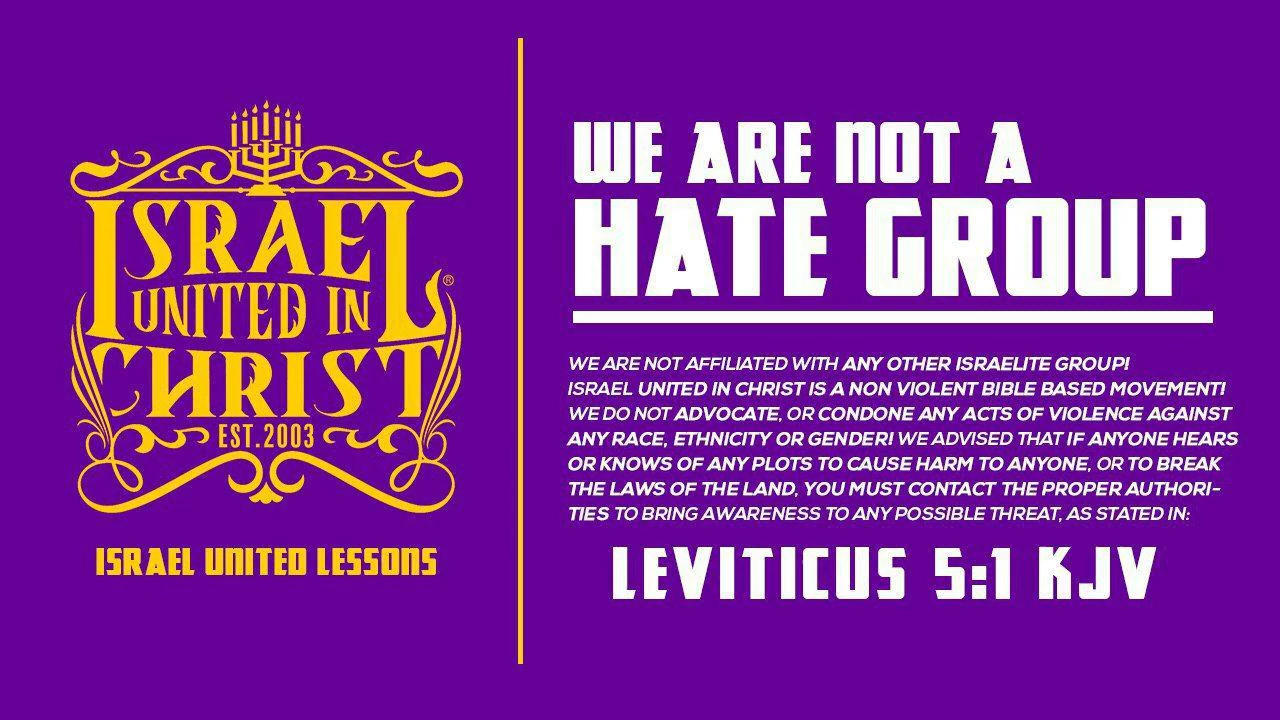 ISRAEL
UNITED IN
CHRIST
®
EST.2003
ISRAEL UNITED LESSONS
WE ARE NOT A
HATE GROUP
WE ARE NOT AFFILIATED WITH ANY OTHER ISRAELITE GROUP!
ISRAEL UNITED IN CHRIST IS A NON VIOLENT BIBLE BASED MOVEMENT!
WE DO NOT ADVOCATE, OR CONDONE ANY ACTS OF VIOLENCE AGAINST
ANY RACE, ETHNICITY OR GENDER! WE ADVISED THAT IF ANYONE HEARS
OR KNOWS OF ANY PLOTS TO CAUSE HARM TO ANYONE, OR TO BREAK
THE LAWS OF THE LAND, YOU MUST CONTACT THE PROPER AUTHORI-
TIES TO BRING AWARENESS TO ANY POSSIBLE THREAT, AS STATED IN:
LEVITICUS 5:1 KJV